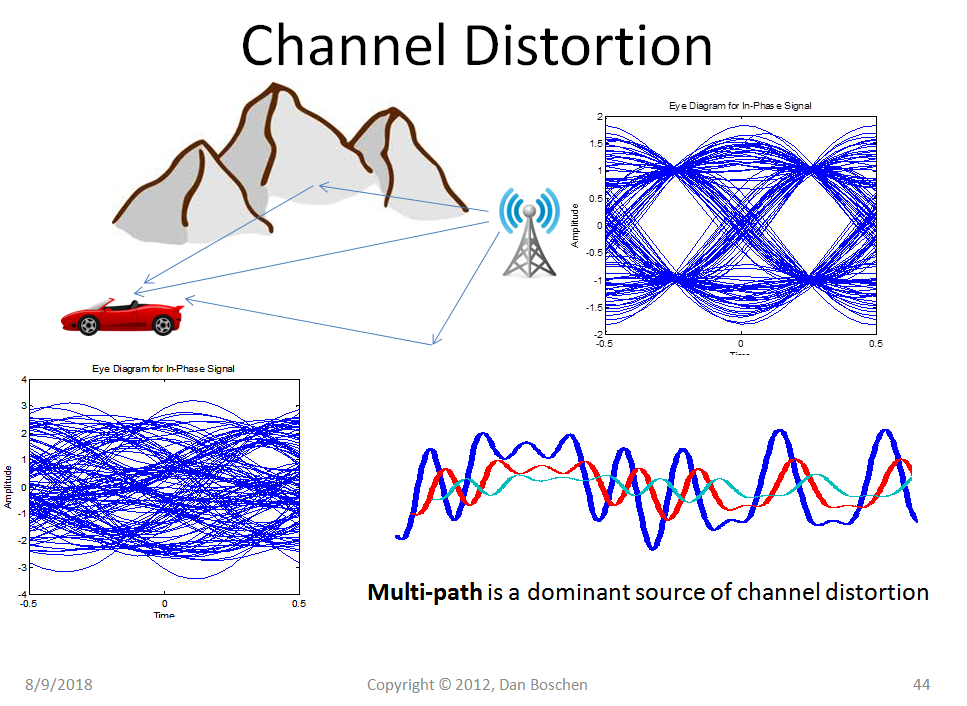 Channel Distortion
Eye Diagram for In-Phase Signal
2
1.5
1
0.5
0
-0.5
-1
-1.5
-2
Amplitude
-0.5 0 0.5
Time
Eye Diagram for In-Phase Signal
4
3
2
1
0
-1
-2
-3
-4
Amplitude
-0.5 0 0.5
Time
Multi-path is a dominant source of channel distortion
8/9/2018 Copyright © 2012, Dan Boschen 44